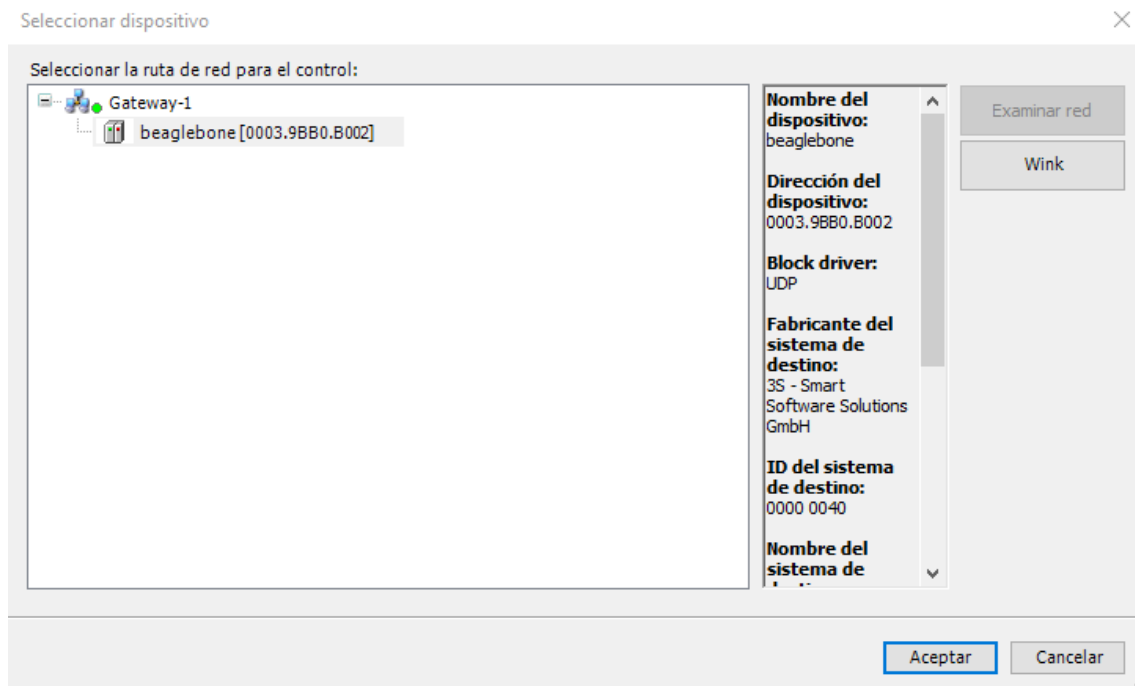 Seleccionar dispositivo
Seleccionar la ruta de red para el control:
Gateway-1
beaglebone [0003.9BB0.B002]
Nombre del
dispositivo:
beaglebone
Dirección del
dispositivo:
0003.9BB0.B002
Block driver:
UDP
Fabricante del
sistema de
destino:
3S - Smart
Software Solutions
GmbH
ID del sistema
de destino:
0000 0040
Nombre del
sistema de
Examinar red
Wink
Aceptar
Cancelar